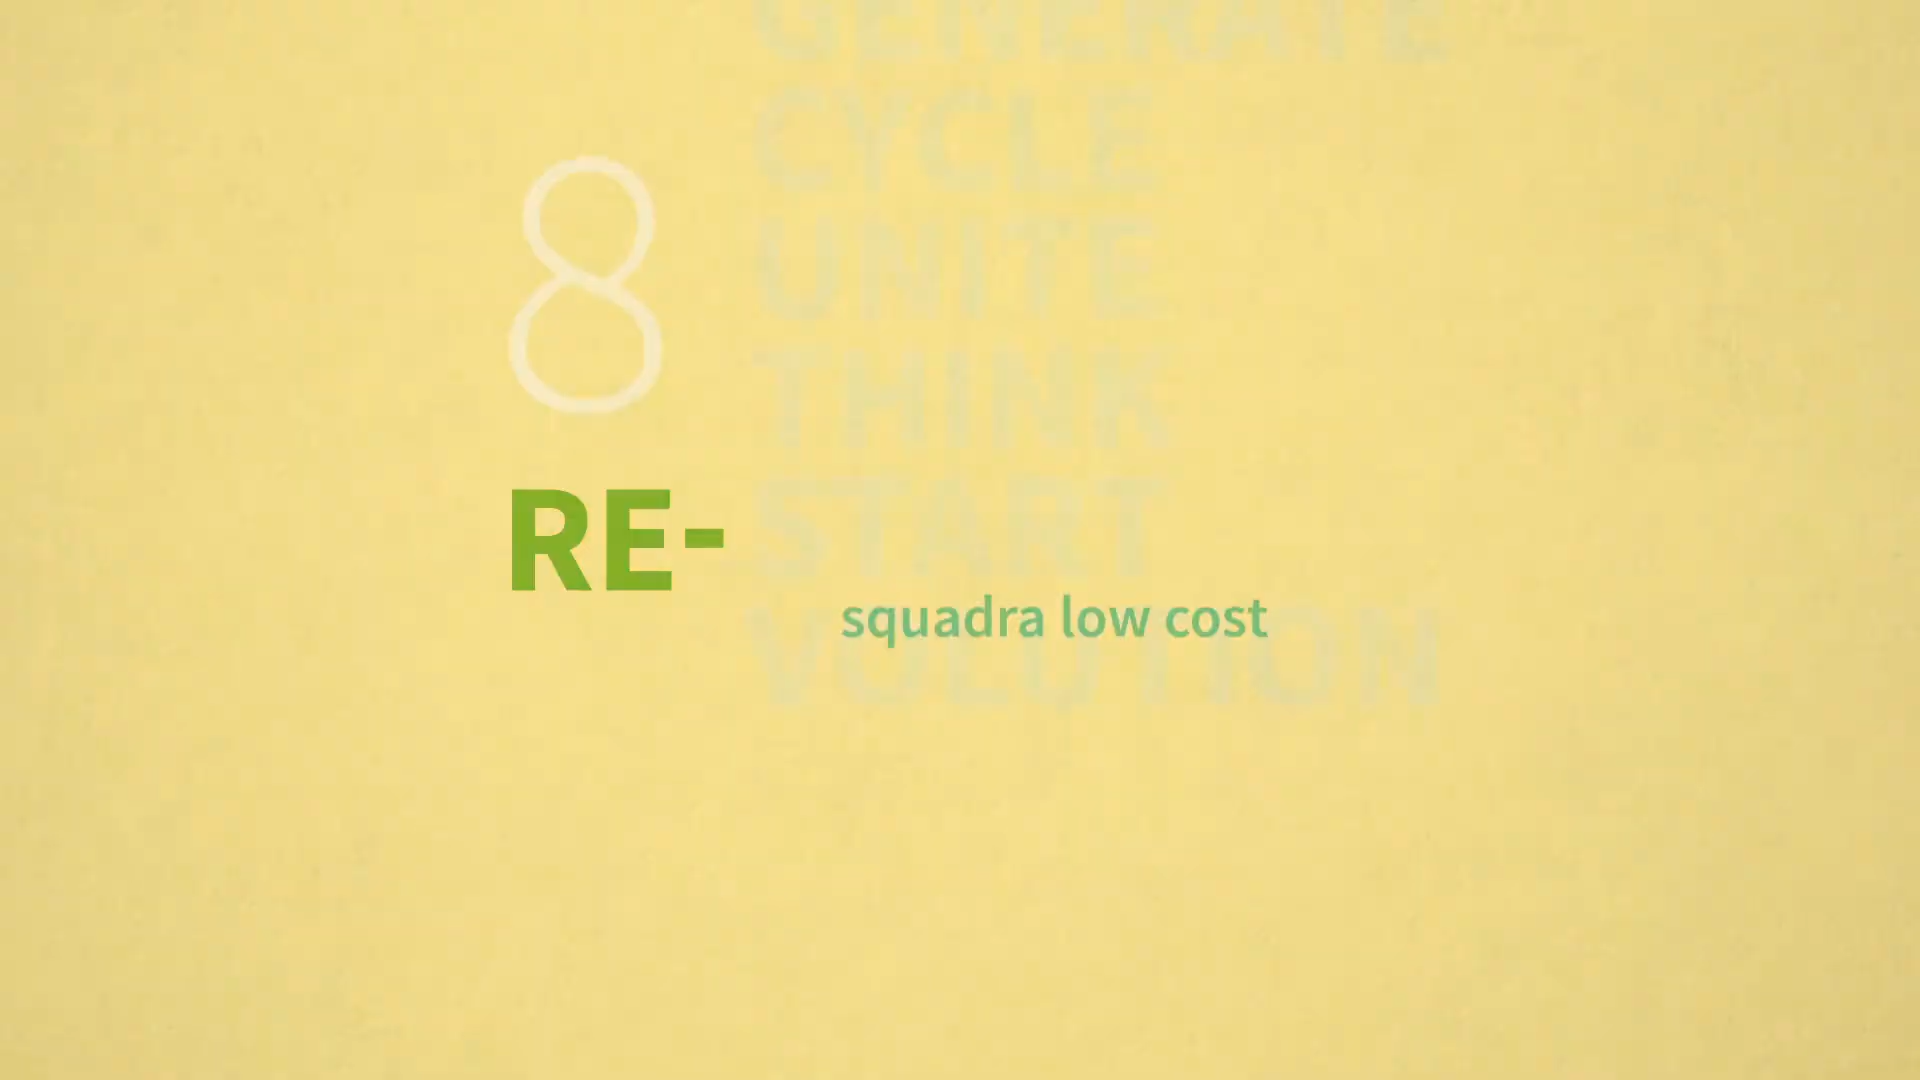 GENERATE
CYCLE
8
UNITE
THINK
RE-
START
squadra low cost
VOLUTION